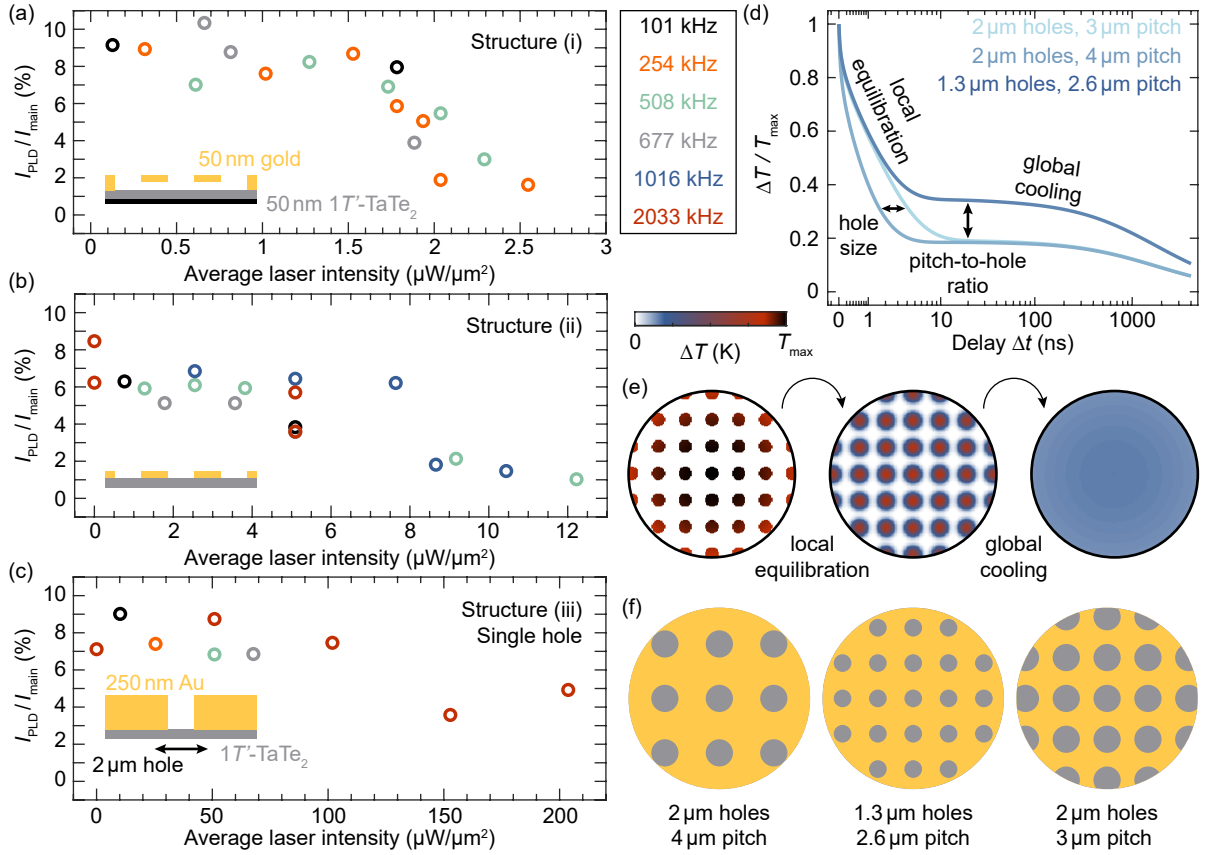 (a)
I_PLD / I_main (%)
10
8
6
4
2
0
Structure (i)
50 nm gold
50 nm 1T'-TaTe₂
0
0.5
1
1.5
2
2.5
3
Average laser intensity (µW/µm²)
101 kHz
254 kHz
508 kHz
677 kHz
1016 kHz
2033 kHz
(b)
I_PLD / I_main (%)
10
8
6
4
2
0
Structure (ii)
0
2
4
6
8
10
12
Average laser intensity (µW/µm²)
(c)
I_PLD / I_main (%)
10
8
6
4
2
0
Structure (iii)
Single hole
250 nm Au
2 µm hole
1T'-TaTe₂
0
50
100
150
200
Average laser intensity (µW/µm²)
(d)
ΔT / T_max
1
0.8
0.6
0.4
0.2
0
2 µm holes, 3 µm pitch
2 µm holes, 4 µm pitch
1.3 µm holes, 2.6 µm pitch
local
equilibration
global
cooling
hole
size
pitch-to-hole
ratio
0
1
10
100
1000
Delay Δt (ns)
0
ΔT (K)
T_max
(e)
local
equilibration
global
cooling
(f)
2 µm holes
4 µm pitch
1.3 µm holes
2.6 µm pitch
2 µm holes
3 µm pitch